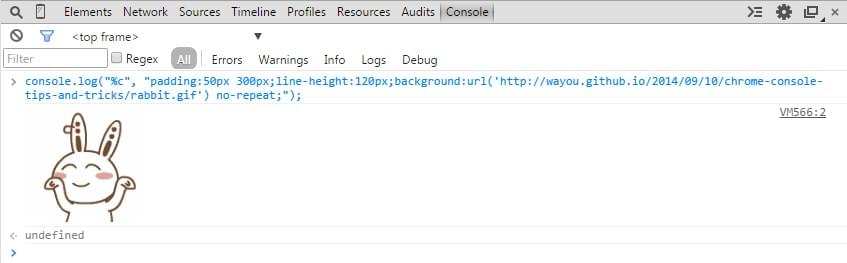 Elements Network Sources Timeline Profiles Resources Audits Console
<top frame>
Filter Regex All Errors Warnings Info Logs Debug
console.log("%c", "padding:50px 300px;line-height:120px;background:url('http://wayou.github.io/2014/09/10/chrome-console-
tips-and-tricks/rabbit.gif') no-repeat;");
VM566:2
undefined